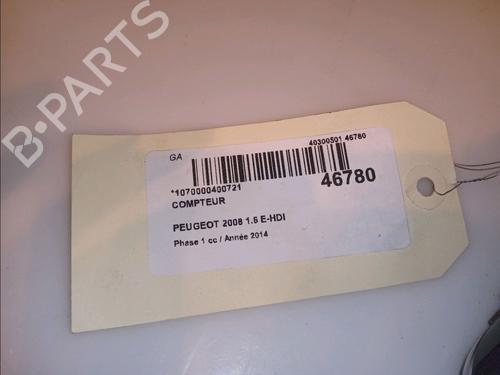 B-PARTS
GA
40300501 46780
*1070000400721
46780
COMPTEUR
PEUGEOT 2008 1.6 E-HDI
Phase 1 cc / Année 2014